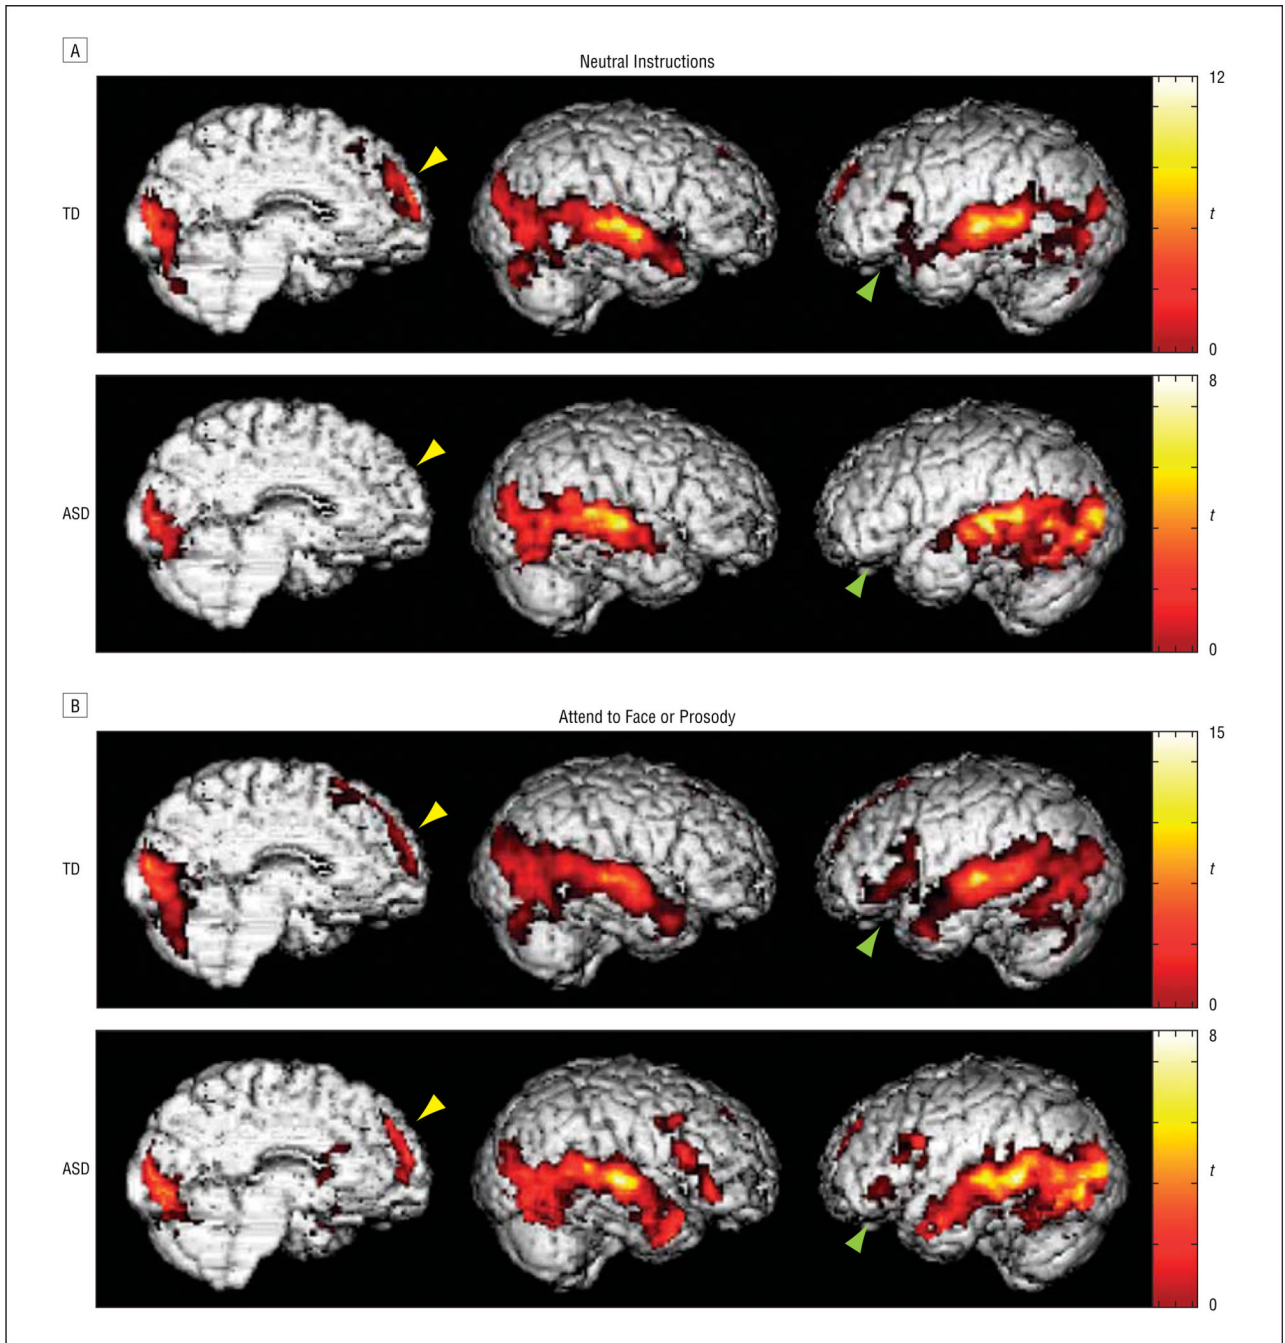 A
Neutral Instructions
TD
12
t
0
ASD
8
t
0
B
Attend to Face or Prosody
TD
15
t
0
ASD
8
t
0